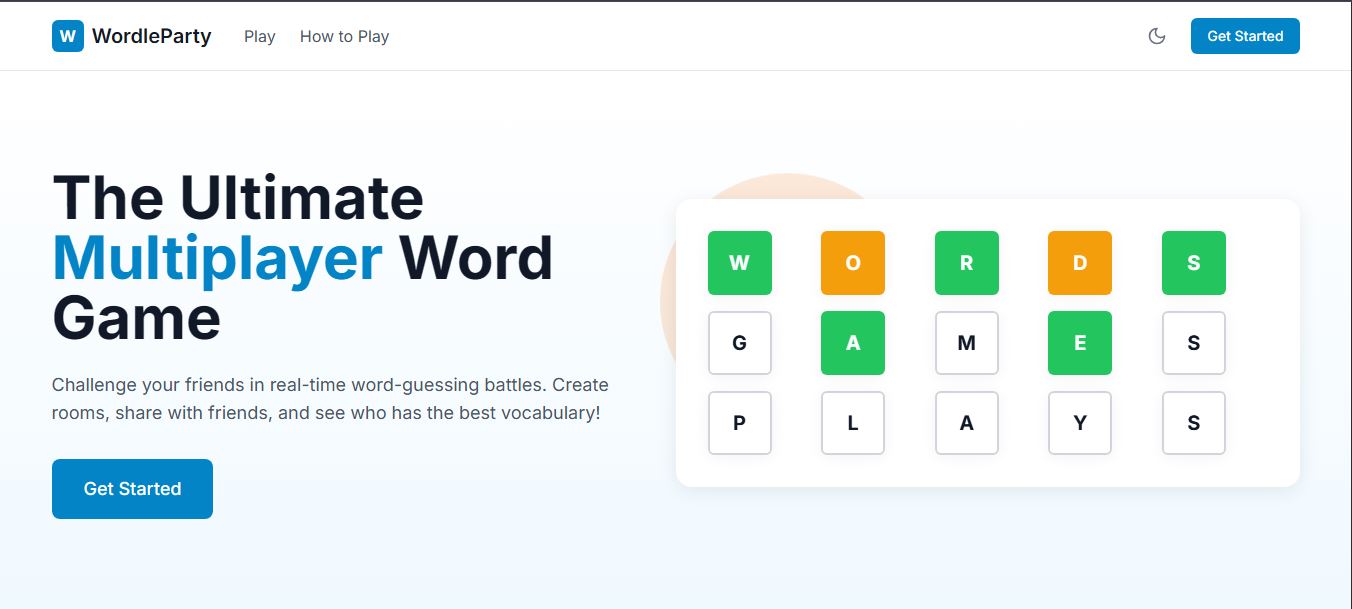 W WordleParty Play How to Play Get Started
The Ultimate
Multiplayer Word
Game
Challenge your friends in real-time word-guessing battles. Create
rooms, share with friends, and see who has the best vocabulary!
Get Started
W O R D S
G A M E S
P L A Y S